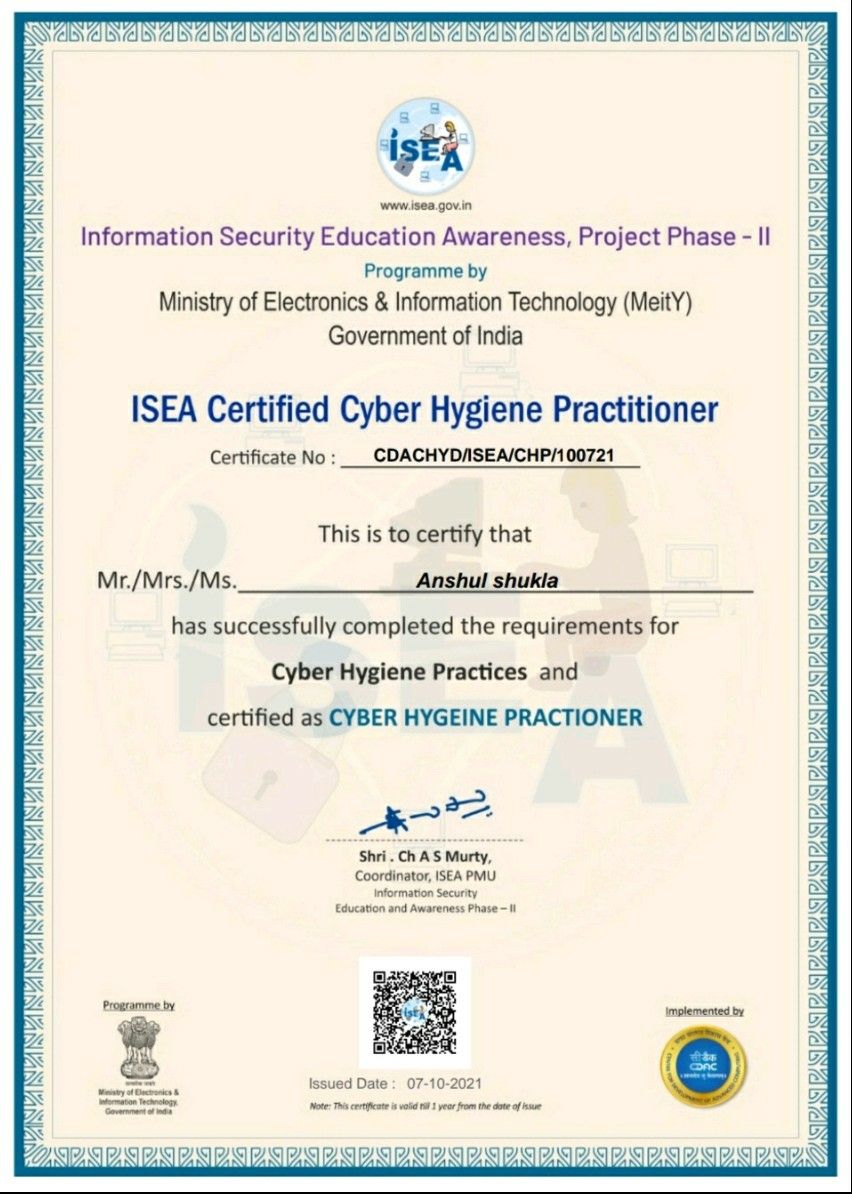 iSEA
www.isea.gov.in
Information Security Education Awareness, Project Phase - II
Programme by
Ministry of Electronics & Information Technology (MeitY)
Government of India
ISEA Certified Cyber Hygiene Practitioner
Certificate No : CDACHYD/ISEA/CHP/100721
This is to certify that
Mr./Mrs./Ms. Anshul shukla
has successfully completed the requirements for
Cyber Hygiene Practices and
certified as CYBER HYGEINE PRACTIONER
Shri . Ch A S Murty,
Coordinator, ISEA PMU
Information Security
Education and Awareness Phase – II
Programme by
सत्यमेव जयते
Ministry of Electronics &
Information Technology,
Government of India
iSEA
Issued Date : 07-10-2021
Note: This certificate is valid till 1 year from the date of issue
Implemented by
सीडैक
CDAC